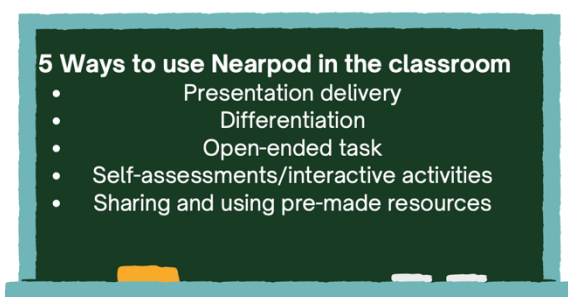 5 Ways to use Nearpod in the classroom
• Presentation delivery
• Differentiation
• Open-ended task
• Self-assessments/interactive activities
• Sharing and using pre-made resources